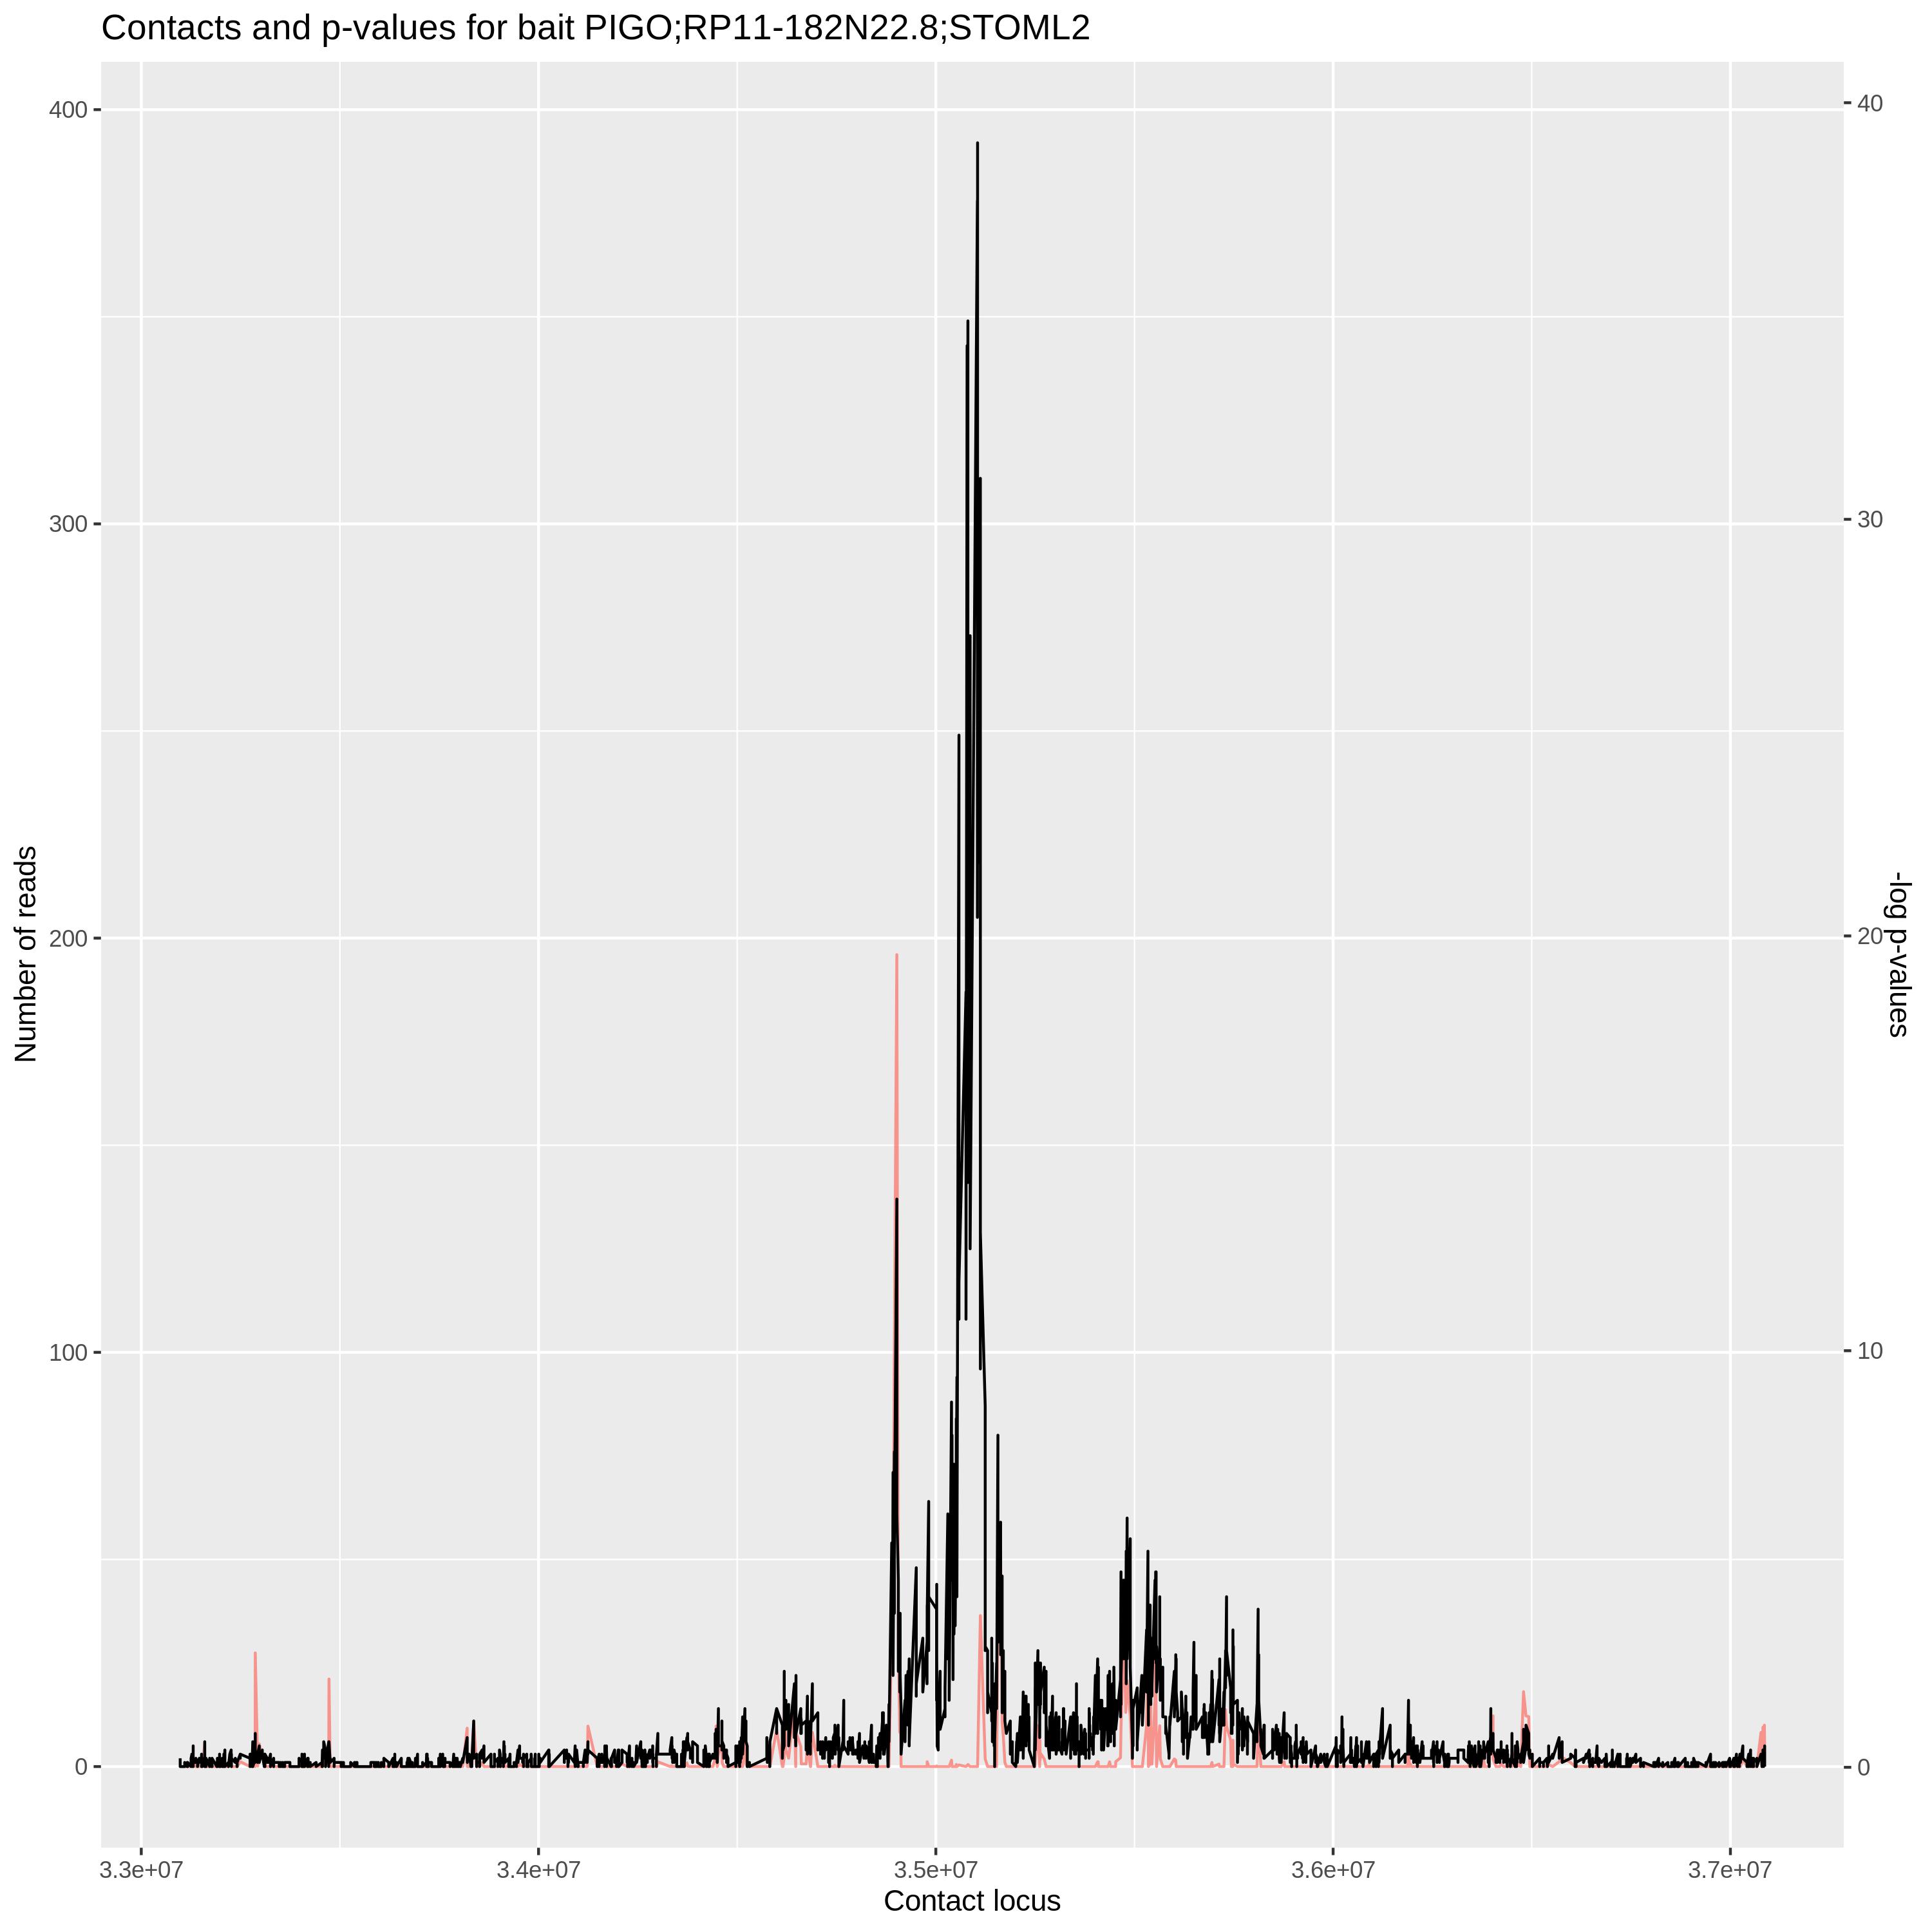 Contacts and p-values for bait PIGO;RP11-182N22.8;STOML2
400
300
200
100
0
Number of reads
40
30
20
10
0
-log p-values
3.3e+07 3.4e+07 3.5e+07 3.6e+07 3.7e+07
Contact locus